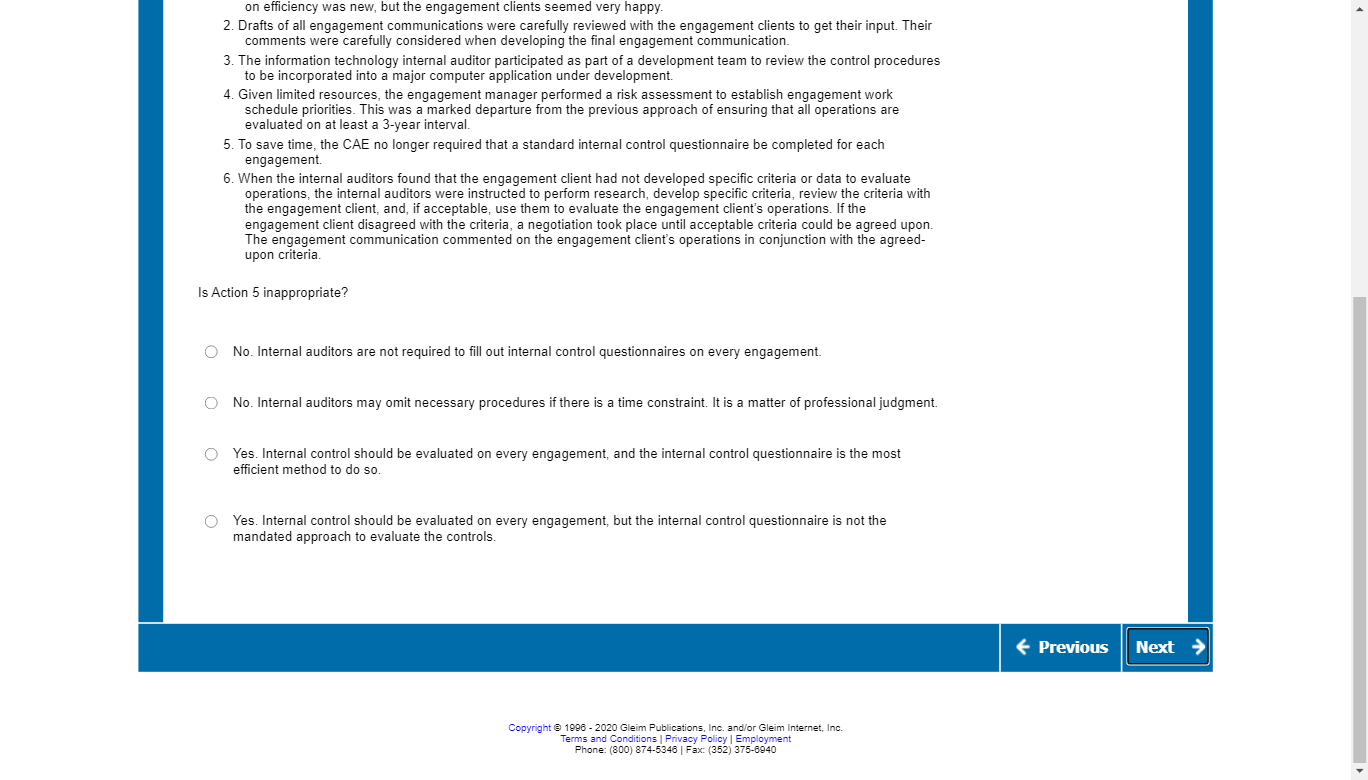 on efficiency was new, but the engagement clients seemed very happy.
2. Drafts of all engagement communications were carefully reviewed with the engagement clients to get their input. Their
comments were carefully considered when developing the final engagement communication.
3. The information technology internal auditor participated as part of a development team to review the control procedures
to be incorporated into a major computer application under development.
4. Given limited resources, the engagement manager performed a risk assessment to establish engagement work
schedule priorities. This was a marked departure from the previous approach of ensuring that all operations are
evaluated on at least a 3-year interval.
5. To save time, the CAE no longer required that a standard internal control questionnaire be completed for each
engagement.
6. When the internal auditors found that the engagement client had not developed specific criteria or data to evaluate
operations, the internal auditors were instructed to perform research, develop specific criteria, review the criteria with
the engagement client, and, if acceptable, use them to evaluate the engagement client's operations. If the
engagement client disagreed with the criteria, a negotiation took place until acceptable criteria could be agreed upon.
The engagement communication commented on the engagement client's operations in conjunction with the agreed-
upon criteria.
Is Action 5 inappropriate?
No. Internal auditors are not required to fill out internal control questionnaires on every engagement.
No. Internal auditors may omit necessary procedures if there is a time constraint. It is a matter of professional judgment.
Yes. Internal control should be evaluated on every engagement, and the internal control questionnaire is the most
efficient method to do so.
Yes. Internal control should be evaluated on every engagement, but the internal control questionnaire is not the
mandated approach to evaluate the controls.
Previous Next
Copyright © 1996 - 2020 Gleim Publications, Inc. and/or Gleim Internet, Inc.
Terms and Conditions | Privacy Policy | Employment
Phone: (800) 874-5346 | Fax: (352) 375-6940